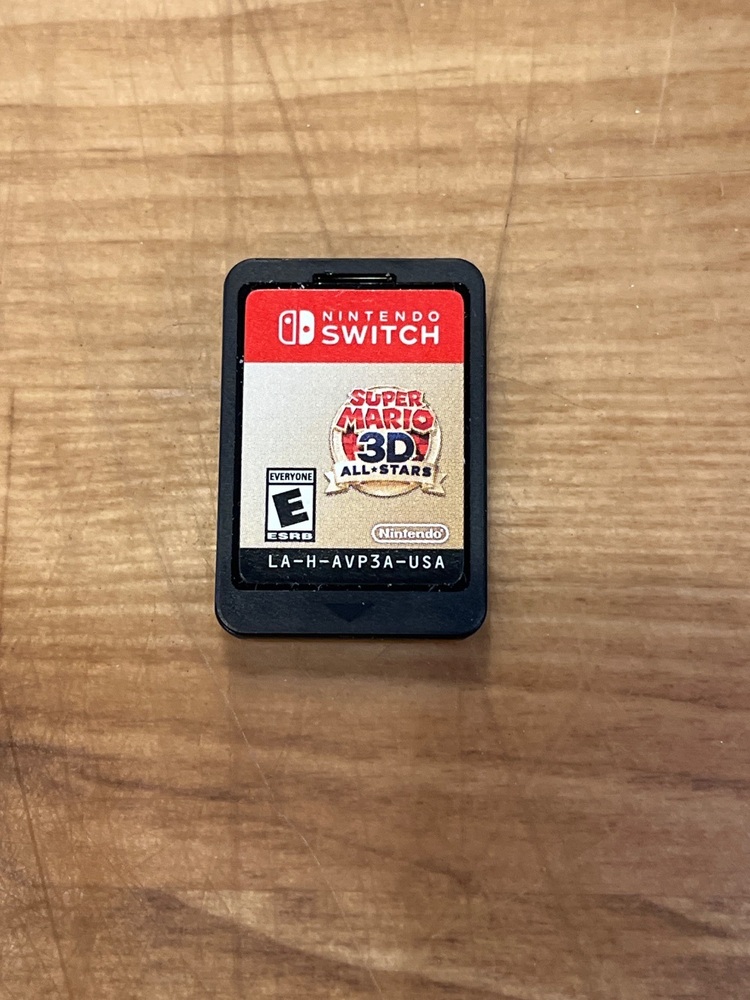 NINTENDO
SWITCH
SUPER
MARIO
3D
ALL★STARS
EVERYONE
E
ESRB
Nintendo
LA-H-AVP3A-USA